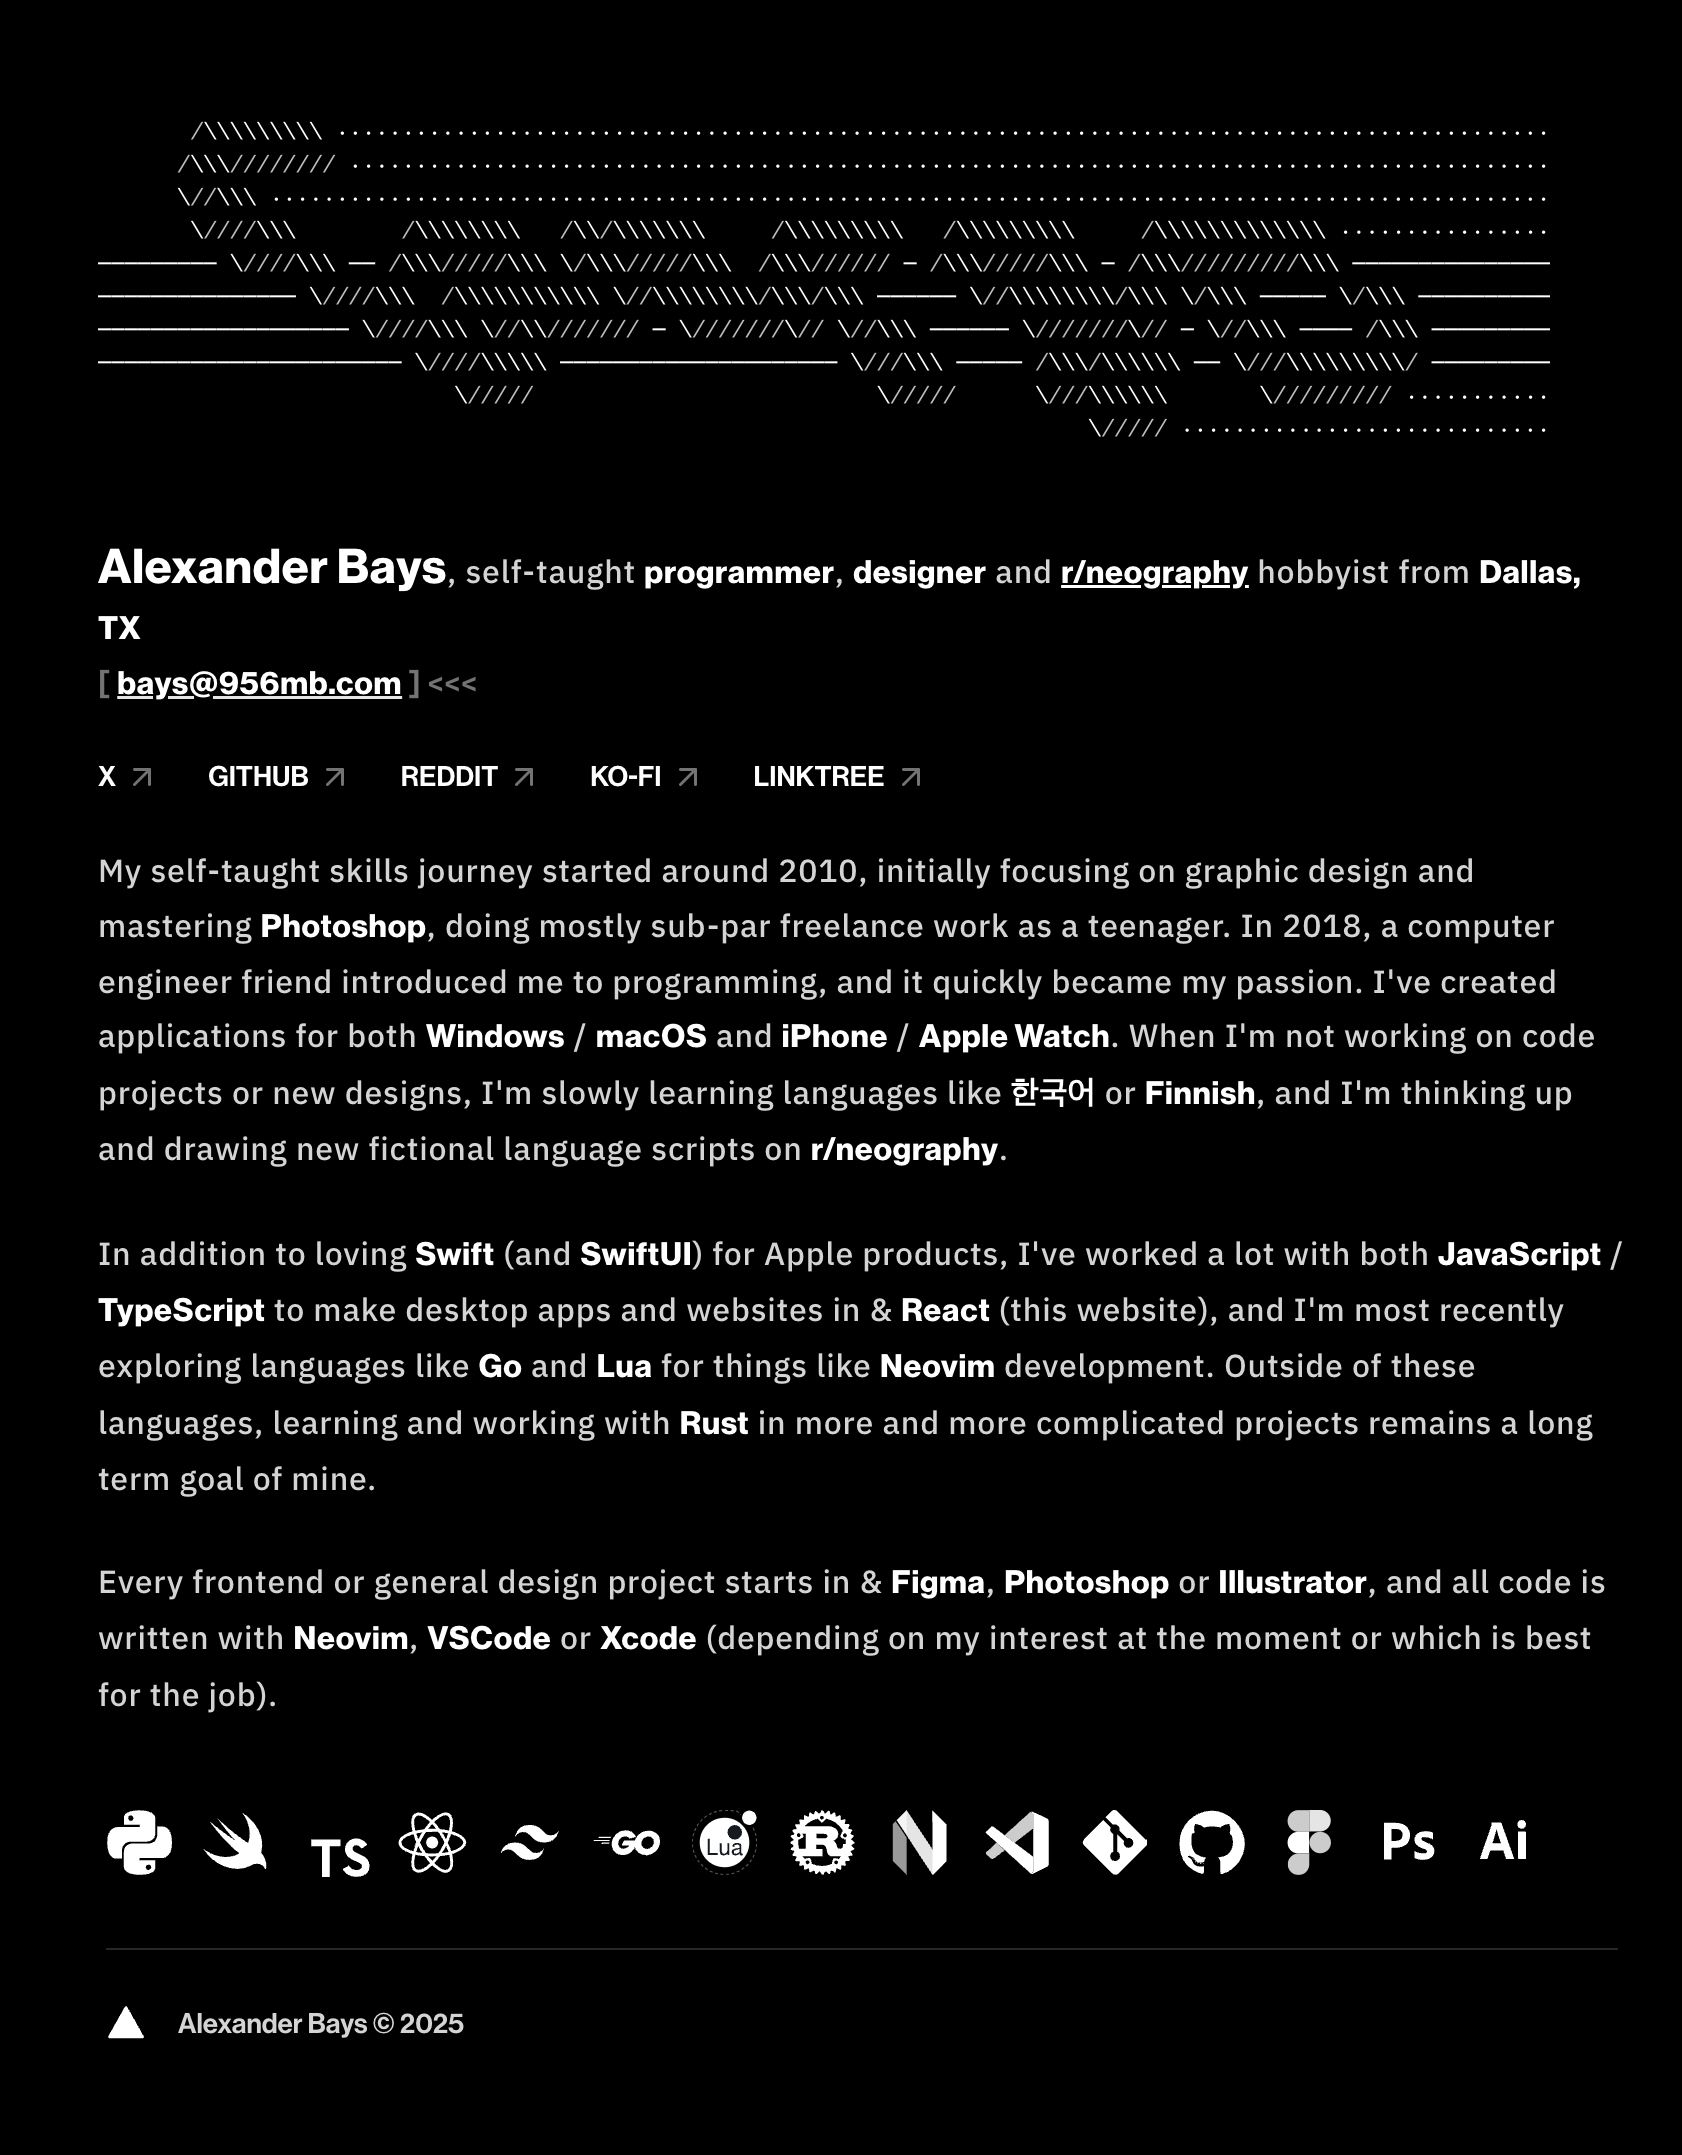 Alexander Bays, self-taught programmer, designer and r/neography hobbyist from Dallas,
TX
[ bays@956mb.com ] <<<
X GITHUB REDDIT KO-FI LINKTREE
My self-taught skills journey started around 2010, initially focusing on graphic design and
mastering Photoshop, doing mostly sub-par freelance work as a teenager. In 2018, a computer
engineer friend introduced me to programming, and it quickly became my passion. I've created
applications for both Windows / macOS and iPhone / Apple Watch. When I'm not working on code
projects or new designs, I'm slowly learning languages like 한국어 or Finnish, and I'm thinking up
and drawing new fictional language scripts on r/neography.
In addition to loving Swift (and SwiftUI) for Apple products, I've worked a lot with both JavaScript /
TypeScript to make desktop apps and websites in & React (this website), and I'm most recently
exploring languages like Go and Lua for things like Neovim development. Outside of these
languages, learning and working with Rust in more and more complicated projects remains a long
term goal of mine.
Every frontend or general design project starts in & Figma, Photoshop or Illustrator, and all code is
written with Neovim, VSCode or Xcode (depending on my interest at the moment or which is best
for the job).
TS GO Lua R N Ps Ai
Alexander Bays © 2025